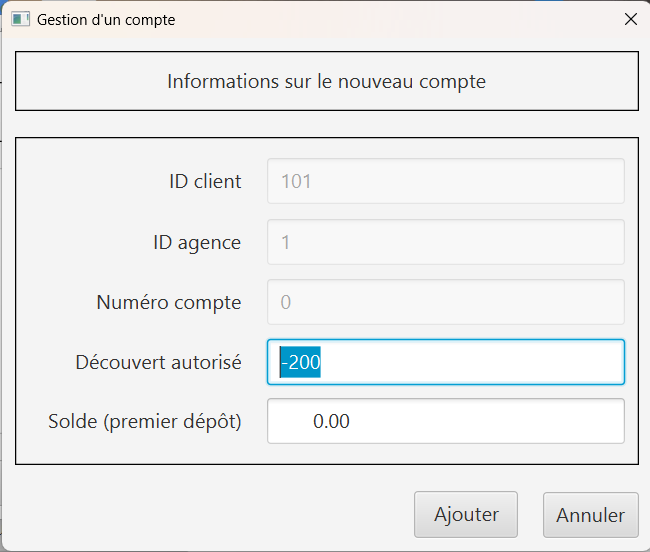 Gestion d'un compte
Informations sur le nouveau compte
ID client 101
ID agence 1
Numéro compte 0
Découvert autorisé -200
Solde (premier dépôt) 0.00
Ajouter Annuler